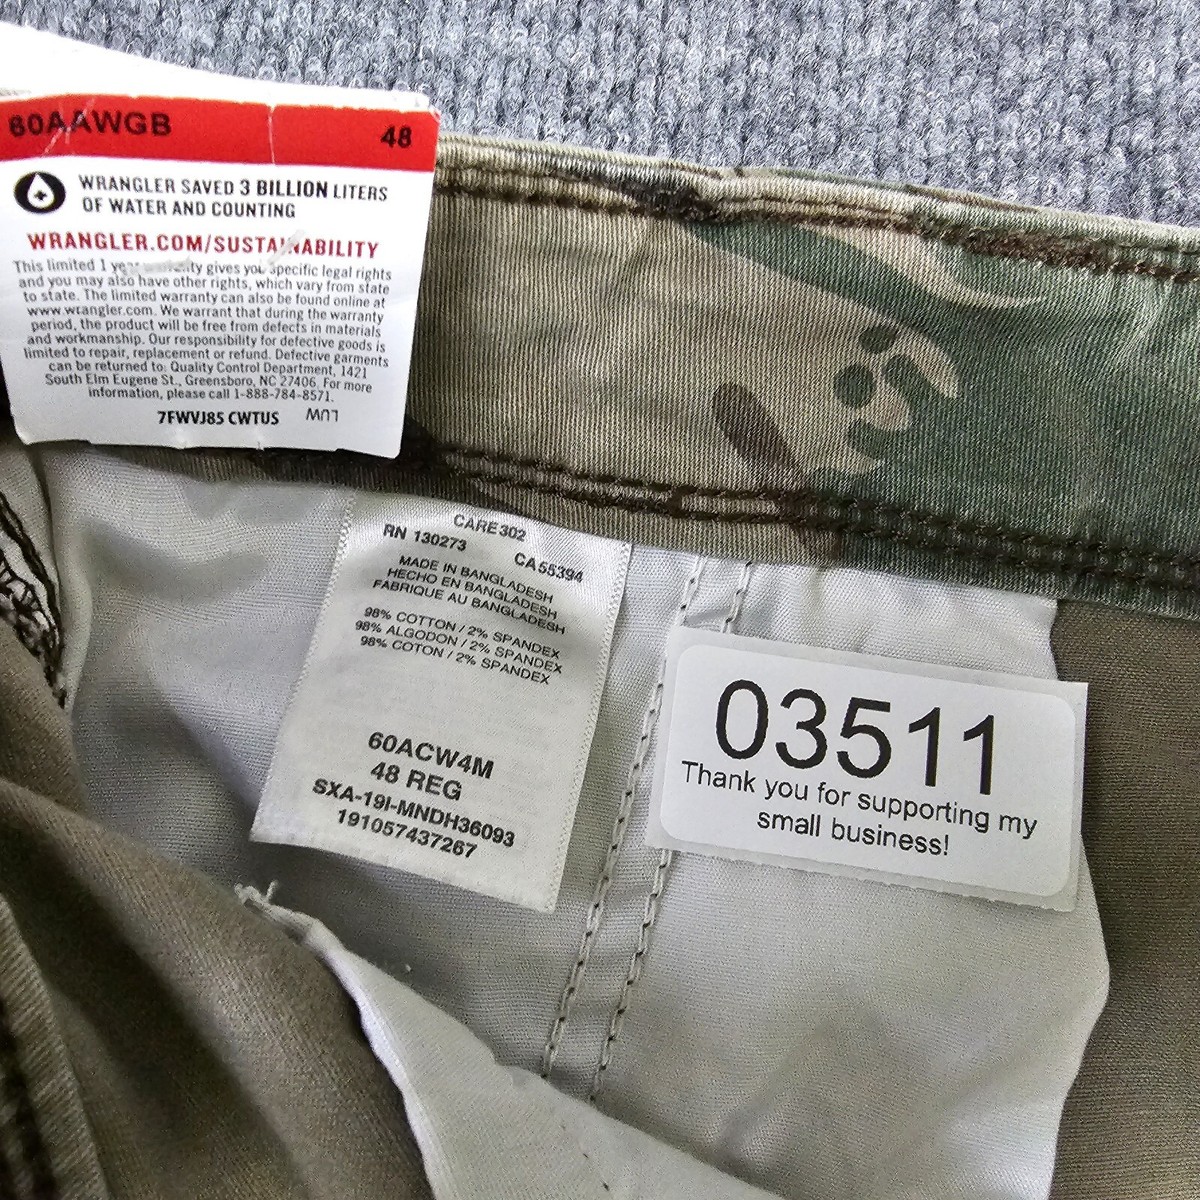 60AAWGB 48
WRANGLER SAVED 3 BILLION LITERS
OF WATER AND COUNTING
WRANGLER.COM/SUSTAINABILITY
This limited 1 year warranty gives you specific legal rights
and you may also have other rights, which vary from state
to state. The limited warranty can also be found online at
www.wrangler.com. We warrant that during the warranty
period, the product will be free from defects in materials
and workmanship. Our responsibility for defective goods is
limited to repair, replacement or refund. Defective garments
can be returned to: Quality Control Department, 1421
South Elm Eugene St., Greensboro, NC 27406. For more
information, please call 1-888-784-8571.
7FWVJ85 CWTUS
CARE302
RN 130273 CA55394
MADE IN BANGLADESH
HECHO EN BANGLADESH
FABRIQUE AU BANGLADESH
98% COTTON / 2% SPANDEX
98% ALGODON / 2% SPANDEX
98% COTON / 2% SPANDEX
60ACW4M
48 REG
SXA-19I-MNDH36093
191057437267
03511
Thank you for supporting my
small business!